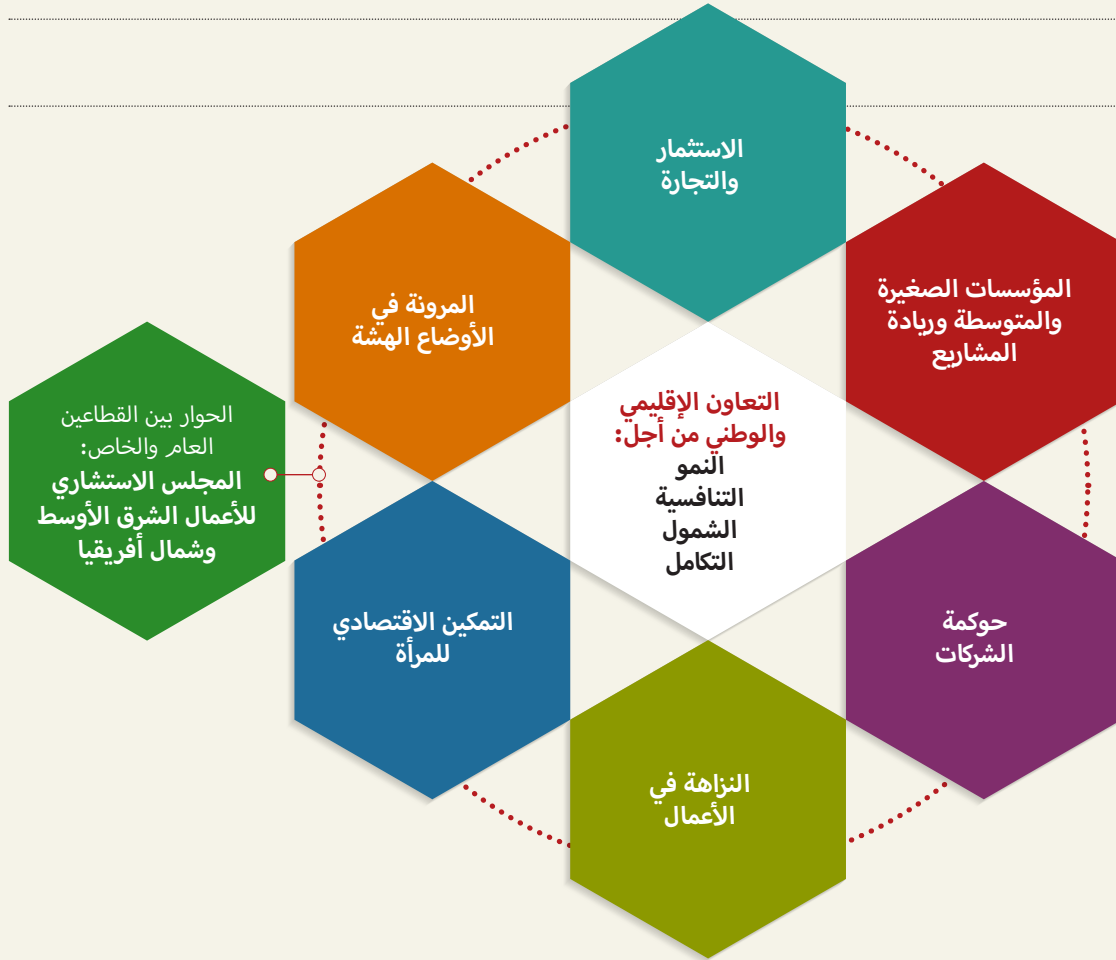 الاستثمار
والتجارة
المؤسسات الصغيرة
والمتوسطة وريادة
المشاريع
المرونة في
الأوضاع الهشة
التعاون الإقليمي
والوطني من أجل:
النمو
التنافسية
الشمول
التكامل
الحوار بين القطاعين
العام والخاص:
المجلس الاستشاري
للأعمال الشرق الأوسط
وشمال أفريقيا
حوكمة
الشركات
التمكين الاقتصادي
للمرأة
النزاهة في
الأعمال